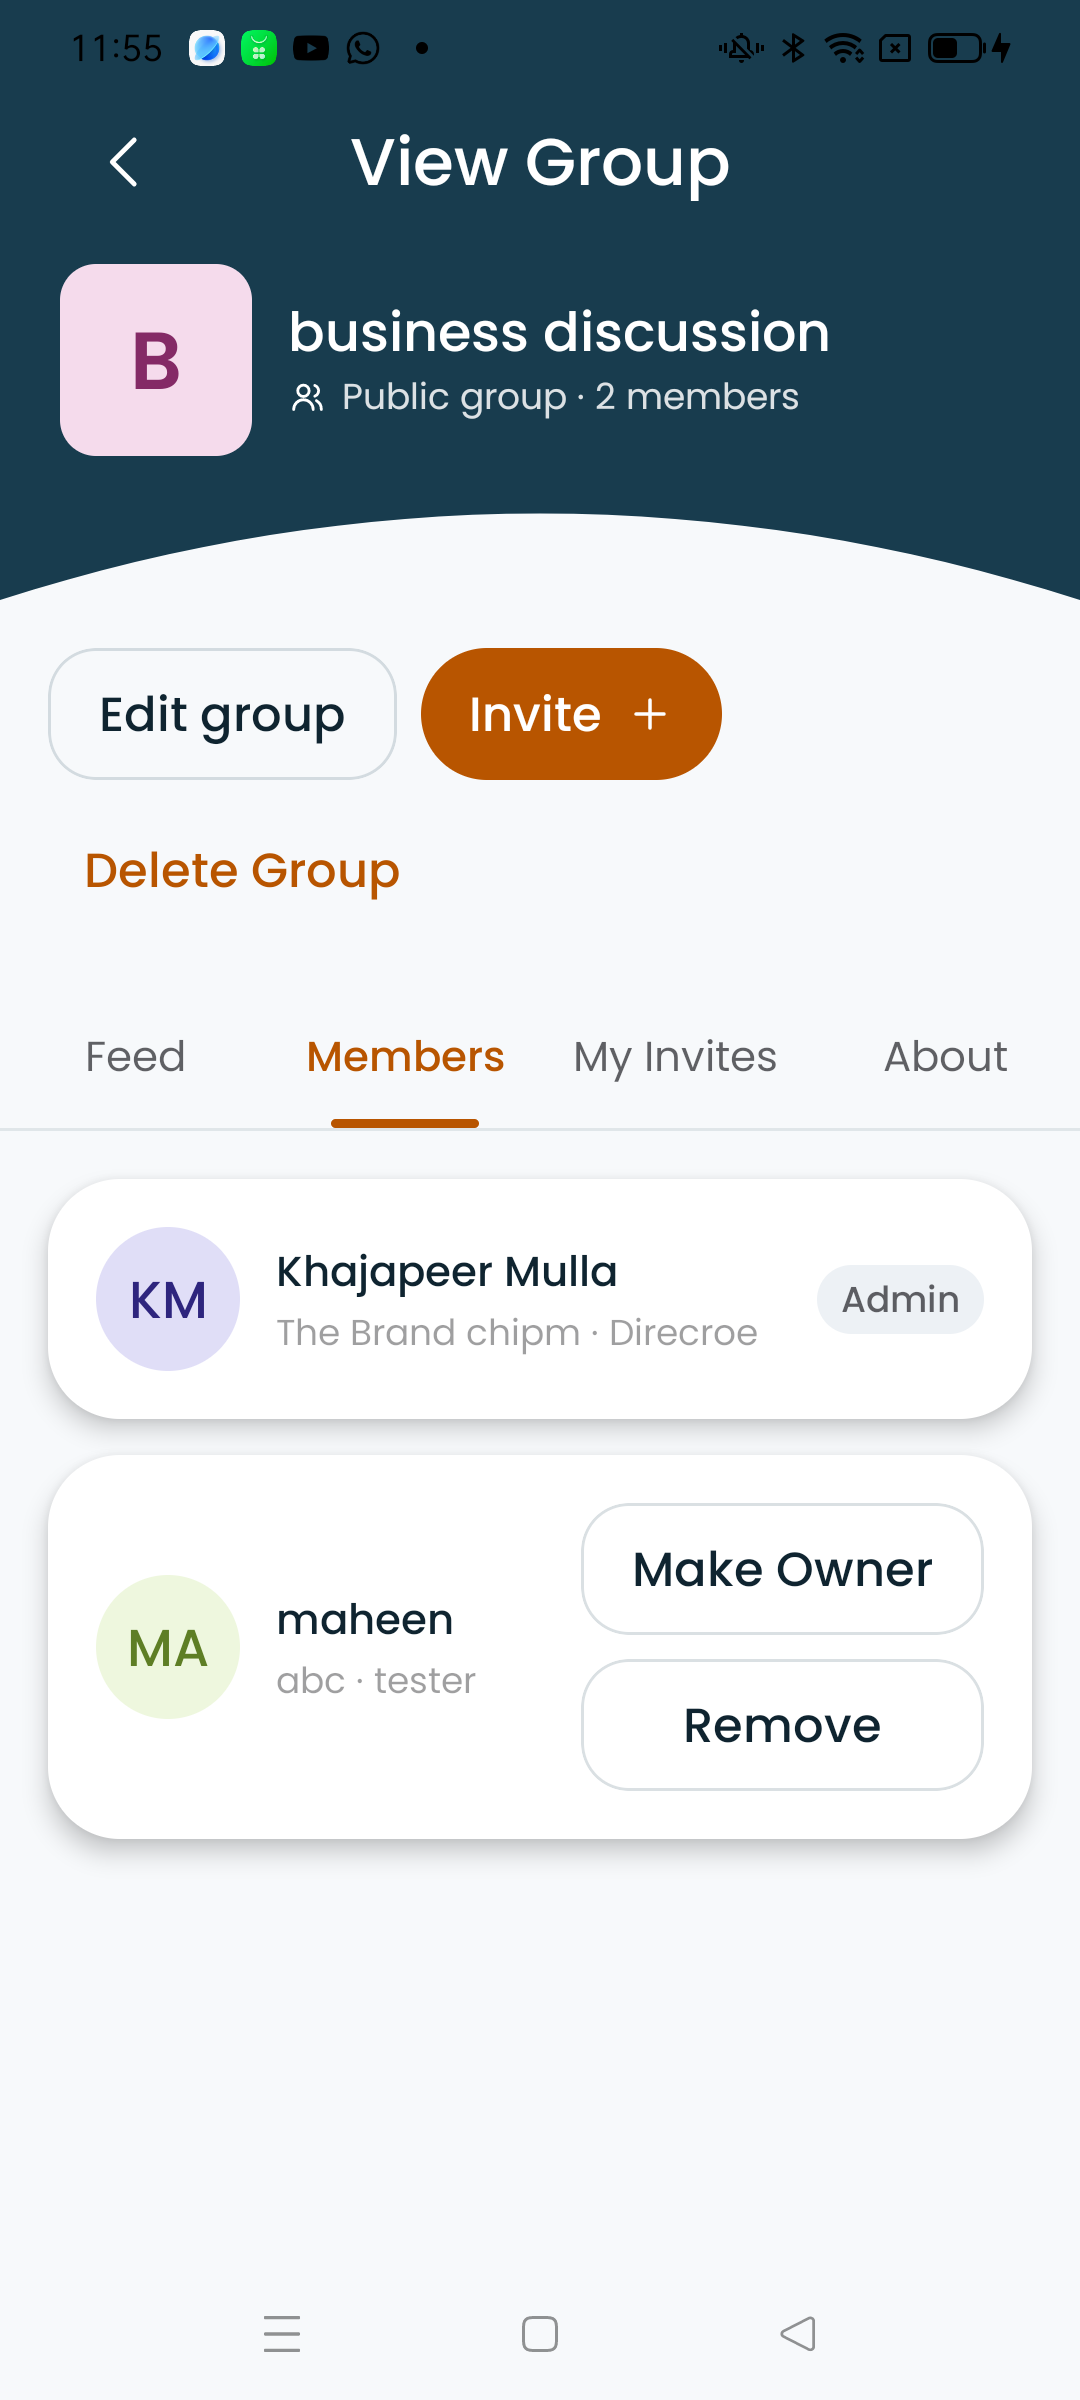 11:55
View Group
B
business discussion
Public group · 2 members
Edit group
Invite +
Delete Group
Feed Members My Invites About
KM
Khajapeer Mulla
The Brand chipm · Direcroe
Admin
MA
maheen
abc · tester
Make Owner
Remove